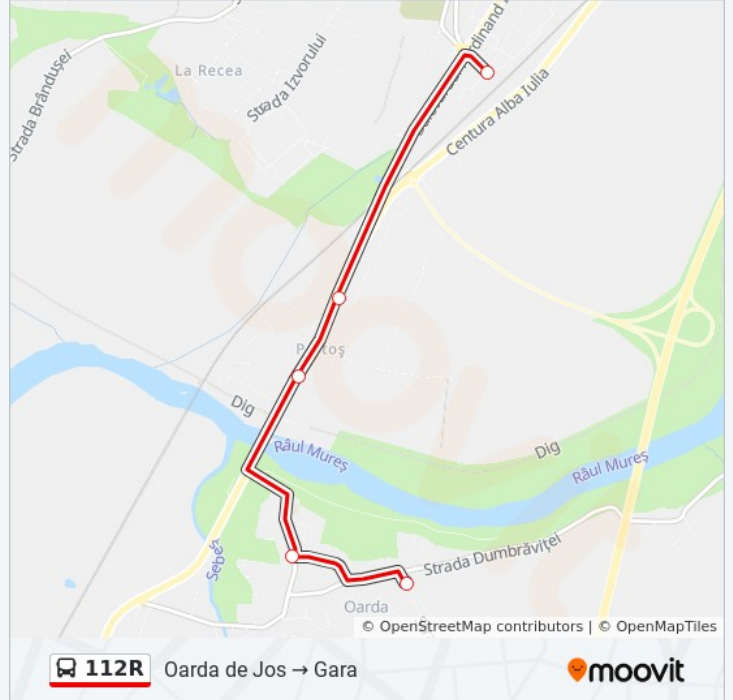 La Recea
Strada Izvorului
Strada Brândușei
Centura Alba Iulia
Dig
Râul Mureș
Dig
Râul Mureș
Sebeș
Strada Dumbrăviței
Oarda
© OpenStreetMap contributors | © OpenMapTiles
112R Oarda de Jos → Gara moovit